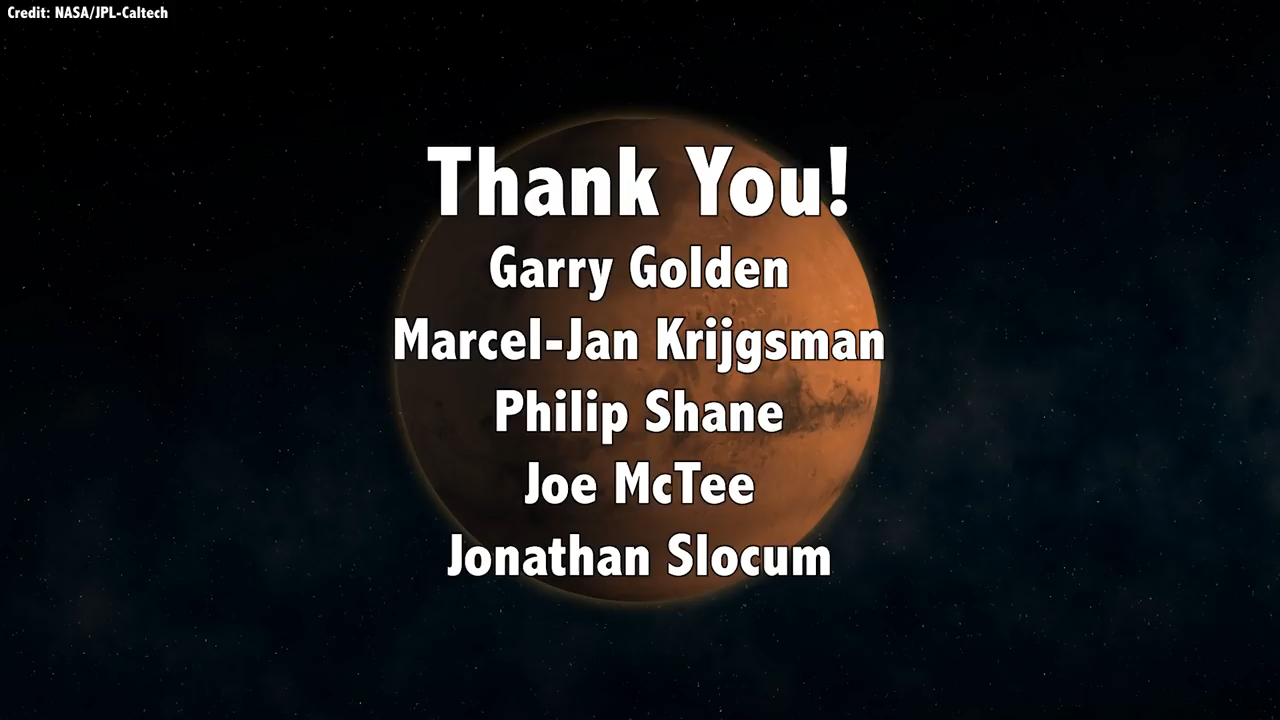 Credit: NASA/JPL-Caltech
Thank You!
Garry Golden
Marcel-Jan Krijgsman
Philip Shane
Joe McTee
Jonathan Slocum